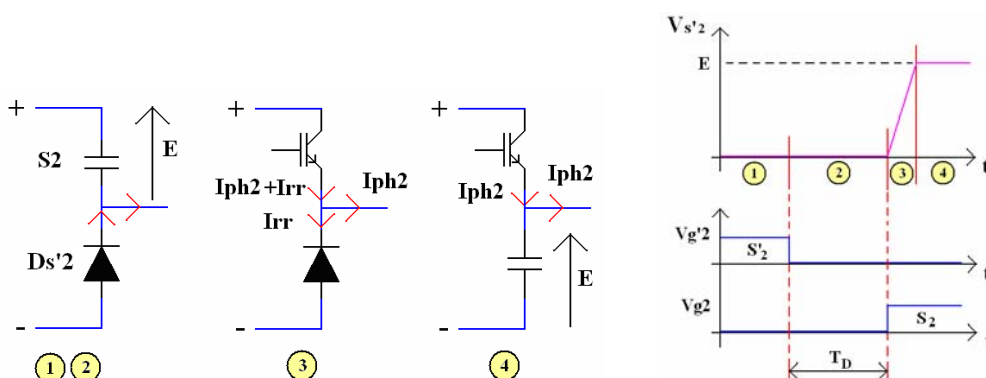 +
S2
E
Ds'2
-
1 2
+
Iph2+Irr
Iph2
Irr
-
3
+
Iph2
Iph2
E
-
4
Vs'2
E
t
1 2 3 4
Vg'2
S'2
t
Vg2
S2
TD